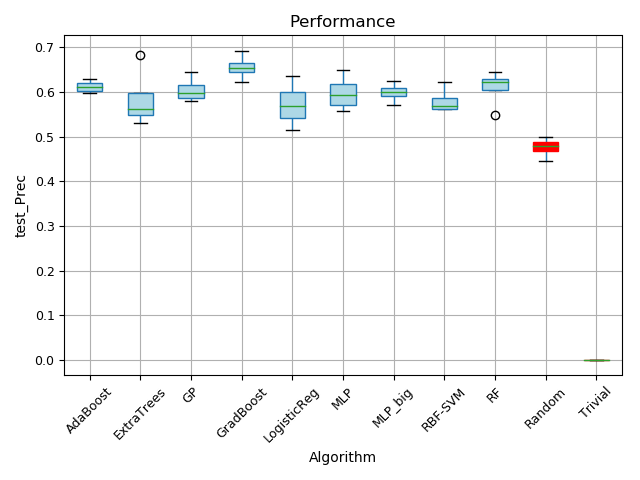 Performance
test_Prec
0.7
0.6
0.5
0.4
0.3
0.2
0.1
0.0
AdaBoost
ExtraTrees
GP
GradBoost
LogisticReg
MLP
MLP_big
RBF-SVM
RF
Random
Trivial
Algorithm